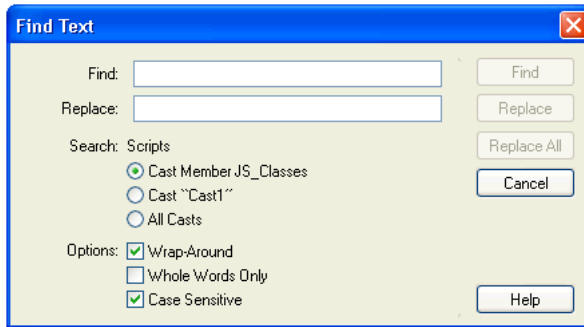 Find Text
Find:
Find
Replace:
Replace
Search: Scripts
Replace All
Cast Member JS_Classes
Cancel
Cast ``Cast1´´
All Casts
Options: Wrap-Around
Whole Words Only
Case Sensitive
Help